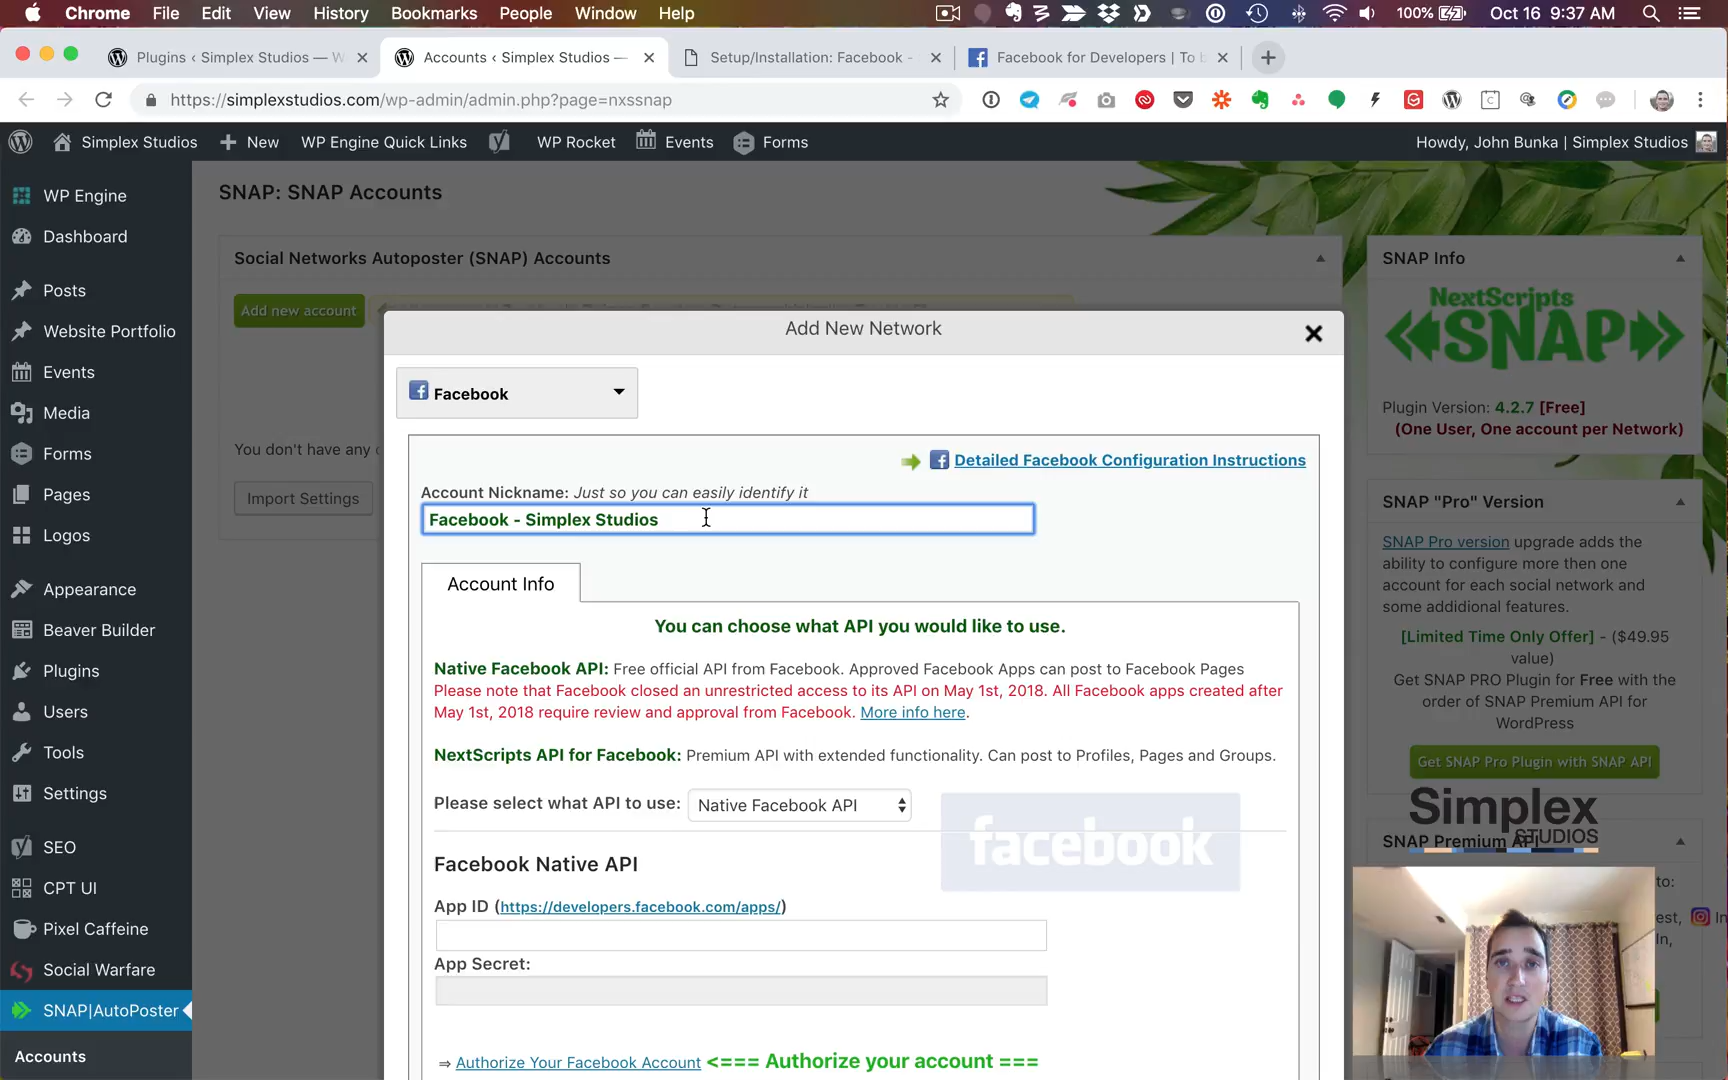 Chrome File Edit View History Bookmarks People Window Help
100% Oct 16 9:37 AM
Plugins ‹ Simplex Studios — W
Accounts ‹ Simplex Studios —
Setup/Installation: Facebook -
Facebook for Developers | To b
https://simplexstudios.com/wp-admin/admin.php?page=nxssnap
Simplex Studios
New
WP Engine Quick Links
WP Rocket
Events
Forms
Howdy, John Bunka | Simplex Studios
WP Engine
Dashboard
Posts
Website Portfolio
Events
Media
Forms
Pages
Logos
Appearance
Beaver Builder
Plugins
Users
Tools
Settings
SEO
CPT UI
Pixel Caffeine
Social Warfare
SNAP|AutoPoster
Accounts
SNAP: SNAP Accounts
Social Networks Autoposter (SNAP) Accounts
Add new account
You don't have any
Import Settings
Add New Network
Facebook
Detailed Facebook Configuration Instructions
Account Nickname: Just so you can easily identify it
Facebook - Simplex Studios
Account Info
You can choose what API you would like to use.
Native Facebook API: Free official API from Facebook. Approved Facebook Apps can post to Facebook Pages
Please note that Facebook closed an unrestricted access to its API on May 1st, 2018. All Facebook apps created after
May 1st, 2018 require review and approval from Facebook. More info here.
NextScripts API for Facebook: Premium API with extended functionality. Can post to Profiles, Pages and Groups.
Please select what API to use: Native Facebook API
facebook
Facebook Native API
App ID (https://developers.facebook.com/apps/)
App Secret:
⇒ Authorize Your Facebook Account <=== Authorize your account ===
SNAP Info
NextScripts
SNAP
Plugin Version: 4.2.7 [Free]
(One User, One account per Network)
SNAP "Pro" Version
SNAP Pro version upgrade adds the
ability to configure more then one
account for each social network and
some addidional features.
[Limited Time Only Offer] - ($49.95
value)
Get SNAP PRO Plugin for Free with the
order of SNAP Premium API for
WordPress
Get SNAP Pro Plugin with SNAP API
Simplex
STUDIOS
SNAP Premium API
to:
est, In
in,